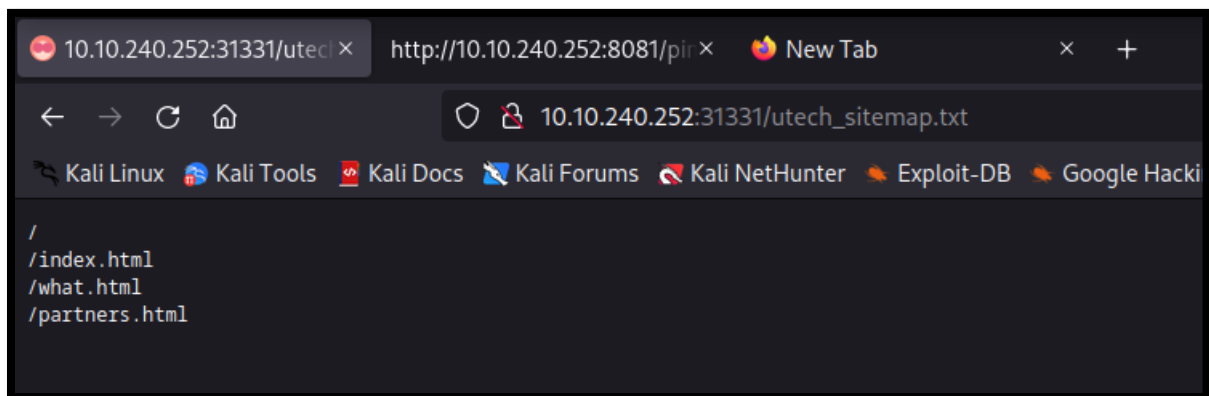 10.10.240.252:31331/utecl
http://10.10.240.252:8081/pin
New Tab
10.10.240.252:31331/utech_sitemap.txt
Kali Linux Kali Tools Kali Docs Kali Forums Kali NetHunter Exploit-DB Google Hacki
/
/index.html
/what.html
/partners.html